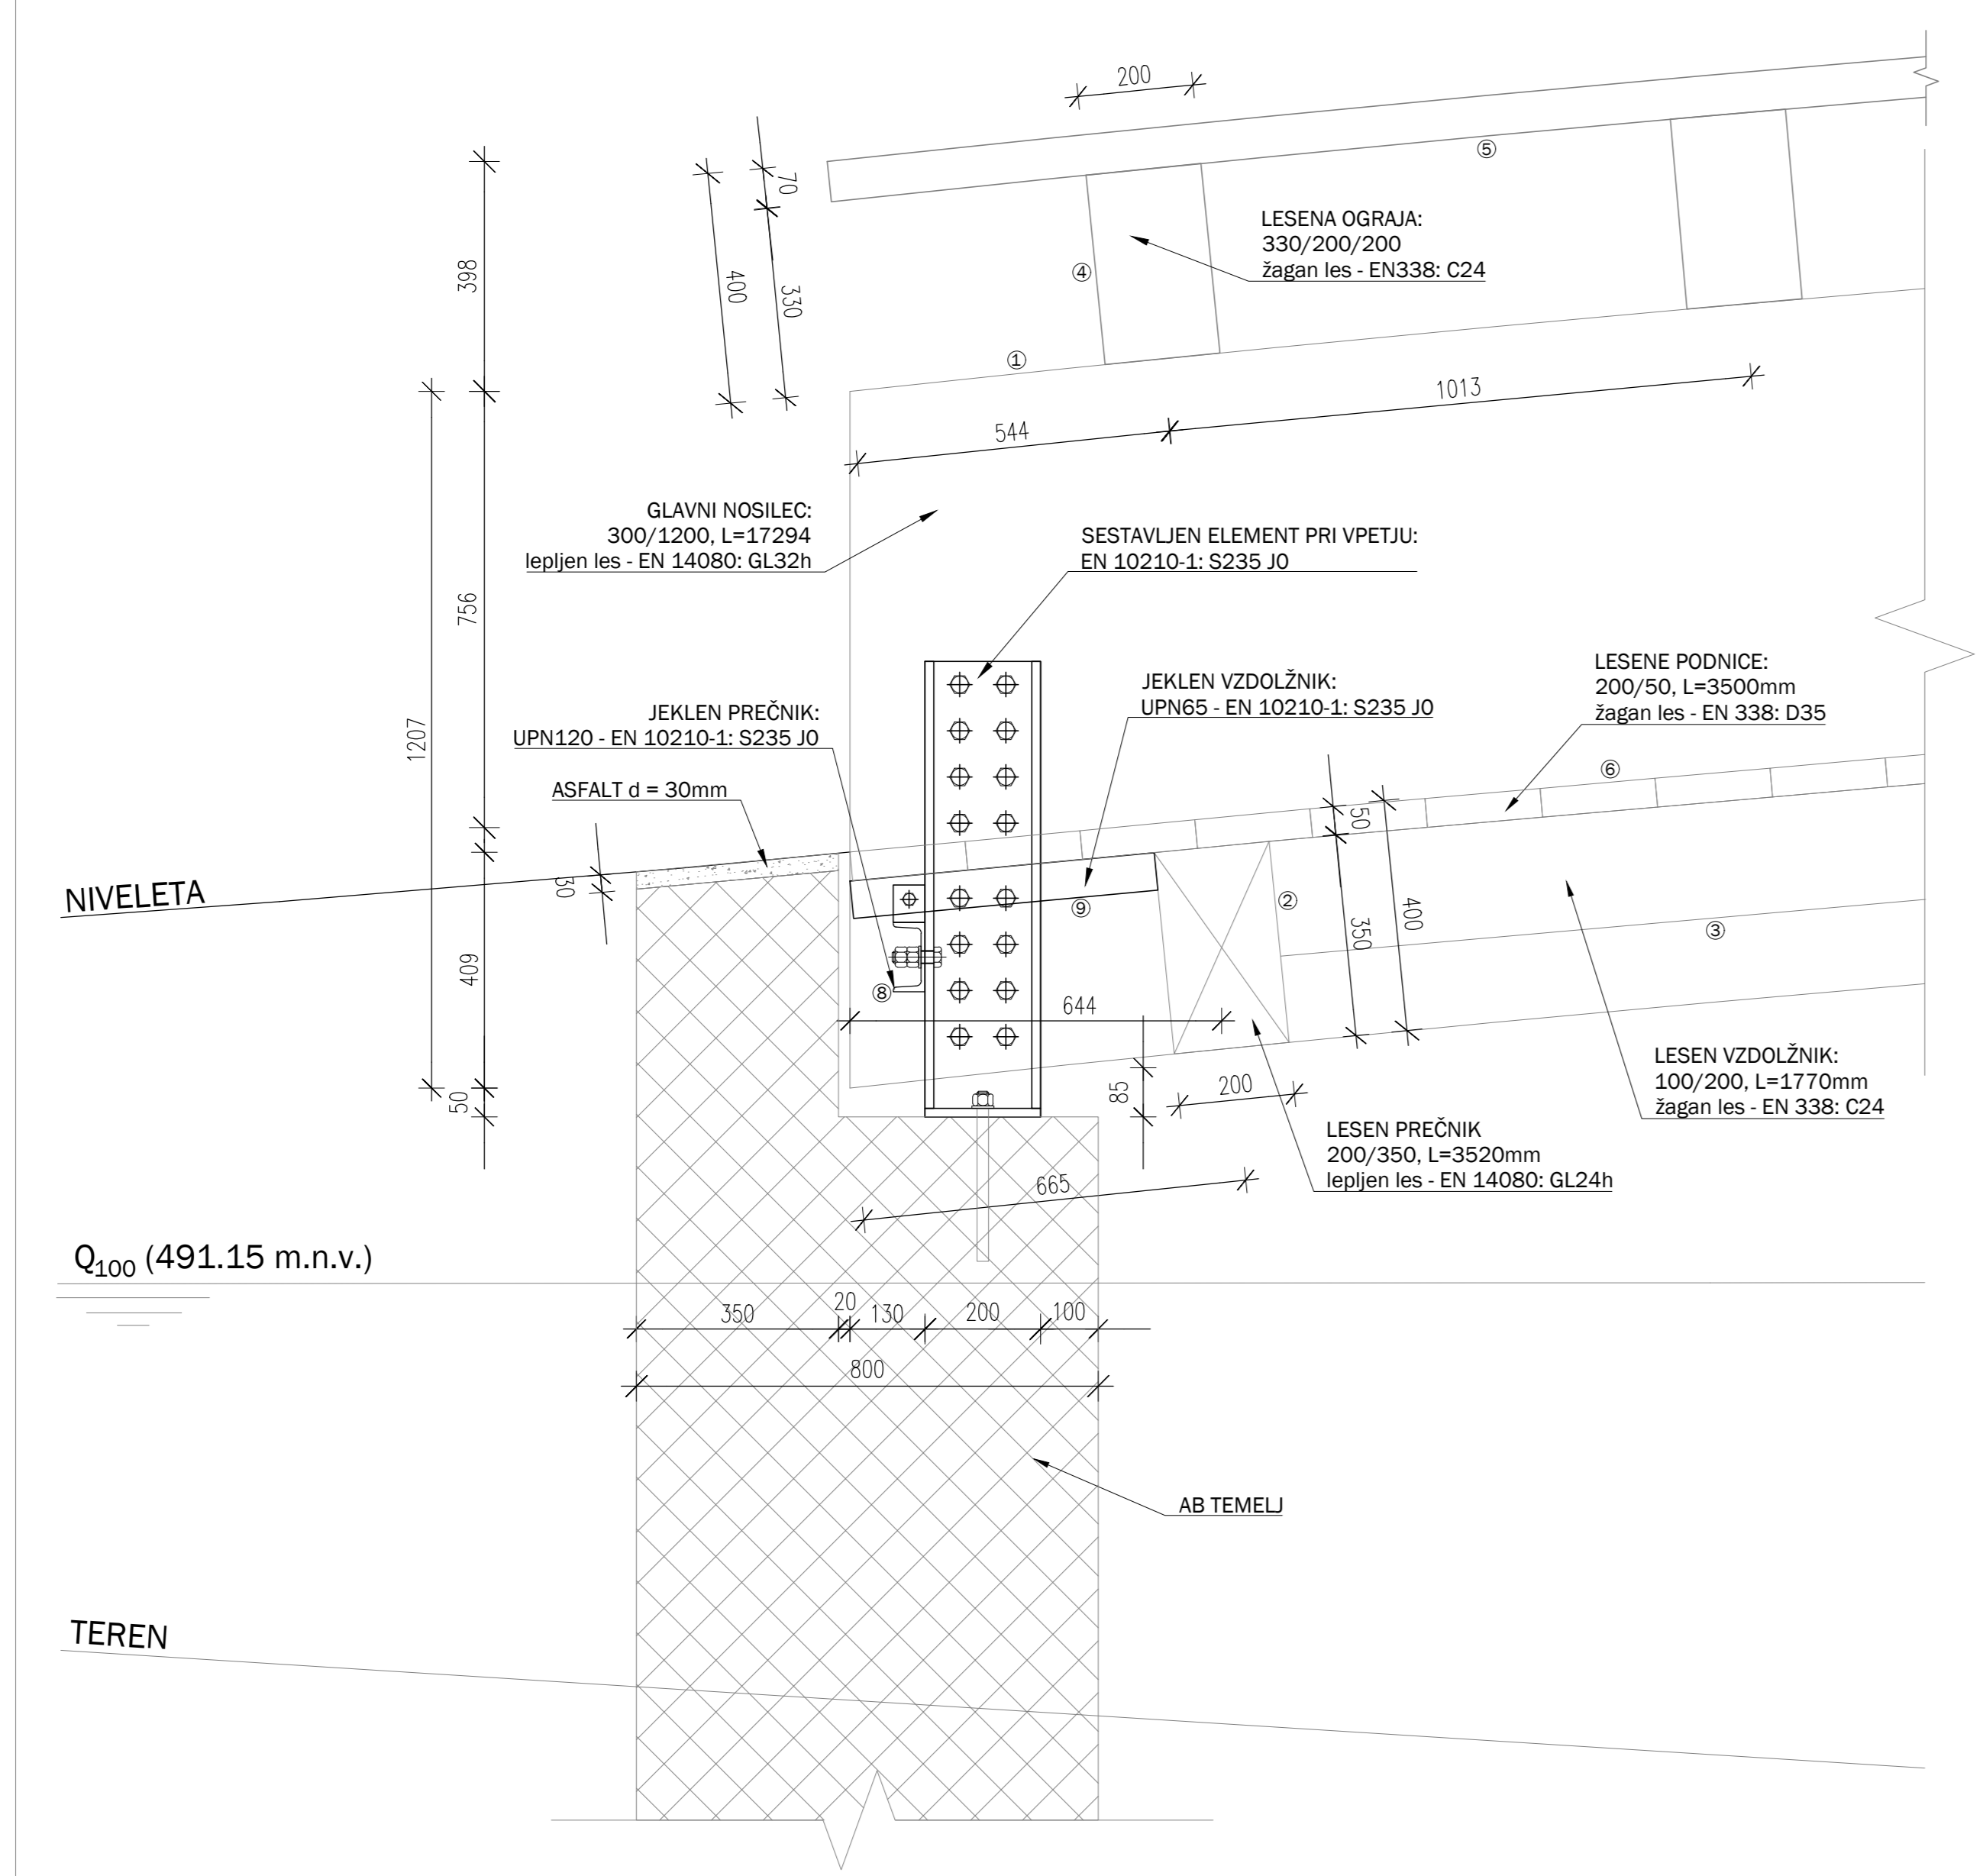 200
70
330
400
398
⑤
LESENA OGRAJA:
330/200/200
žagan les - EN338: C24
④
①
1013
544
GLAVNI NOSILEC:
300/1200, L=17294
lepljen les - EN 14080: GL32h
SESTAVLJEN ELEMENT PRI VPETJU:
EN 10210-1: S235 J0
756
1207
JEKLEN PREČNIK:
UPN120 - EN 10210-1: S235 J0
JEKLEN VZDOLŽNIK:
UPN65 - EN 10210-1: S235 J0
LESENE PODNICE:
200/50, L=3500mm
žagan les - EN 338: D35
ASFALT d = 30mm
⑥
50
30
NIVELETA
②
⑨
400
350
③
409
⑧
644
50
85
200
LESEN VZDOLŽNIK:
100/200, L=1770mm
žagan les - EN 338: C24
LESEN PREČNIK
200/350, L=3520mm
lepljen les - EN 14080: GL24h
665
Q100 (491.15 m.n.v.)
350
20
130
200
100
800
AB TEMELJ
TEREN